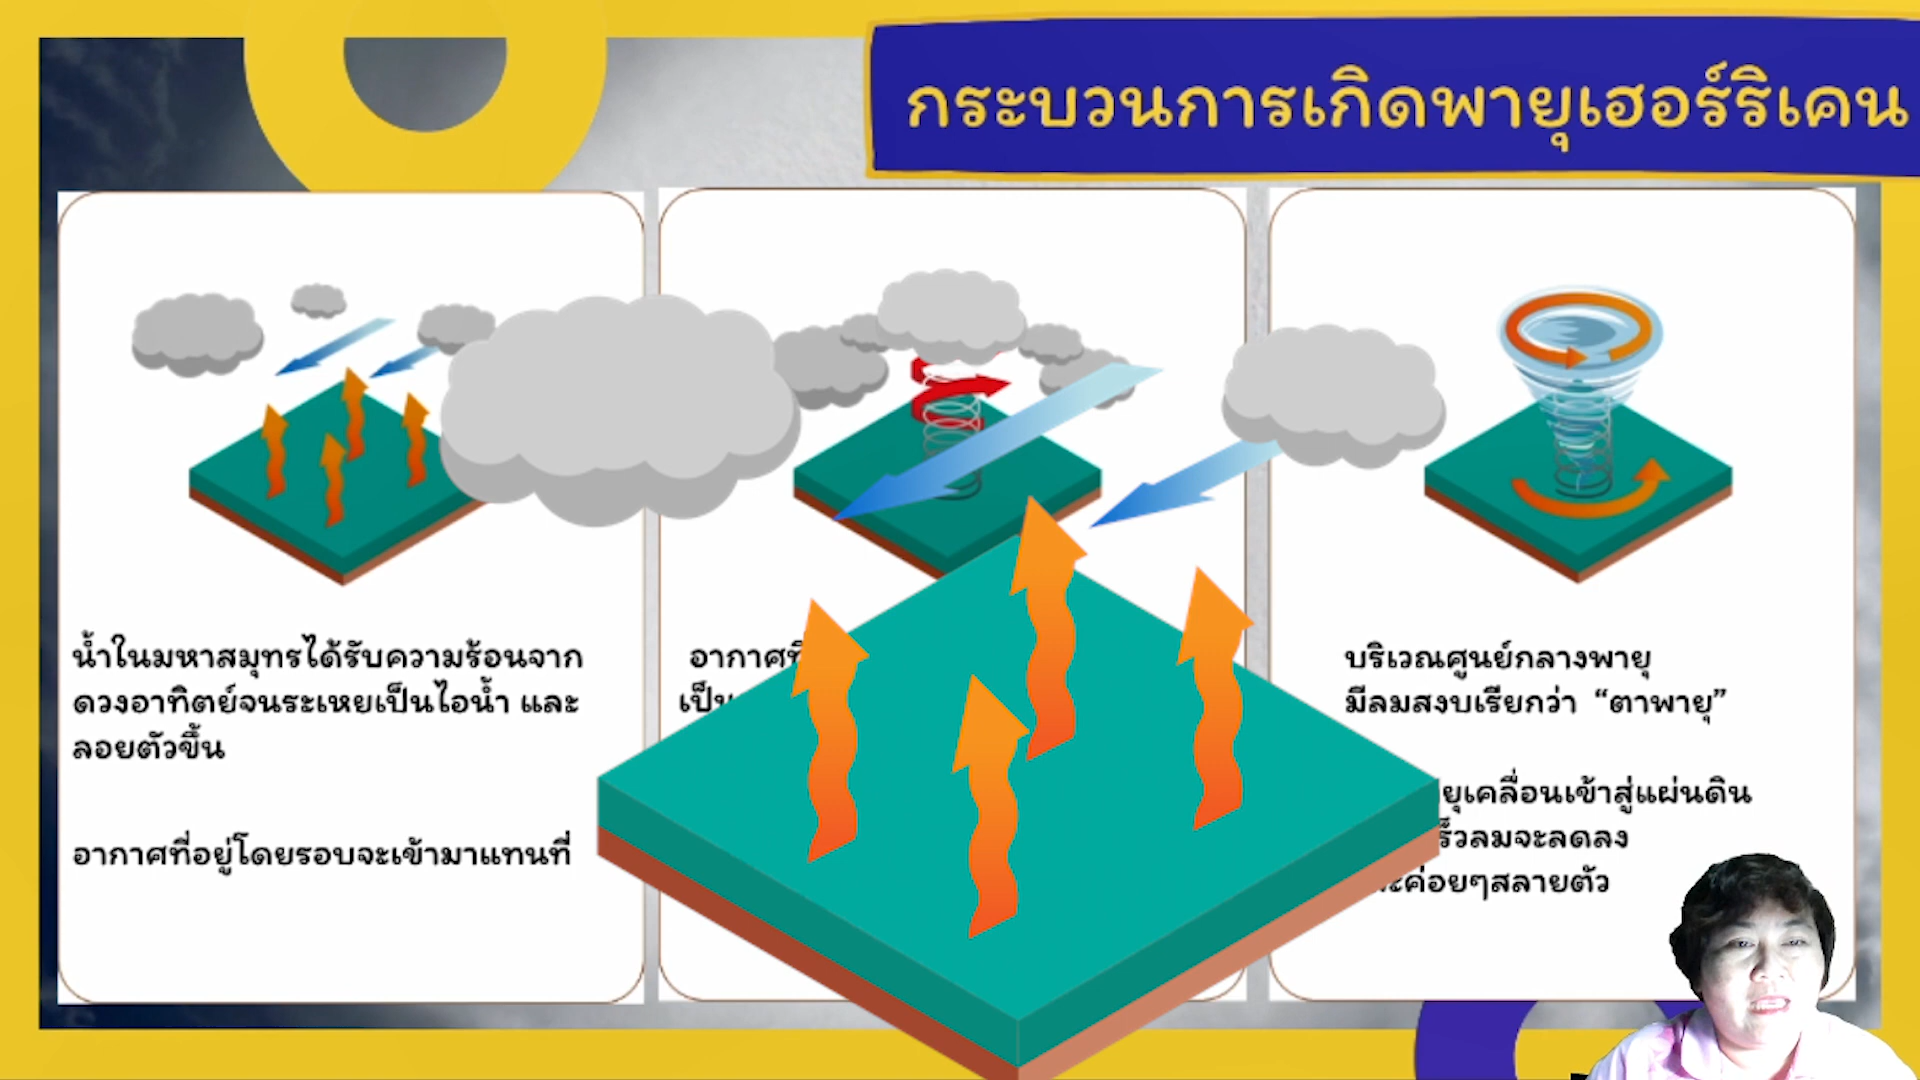 กระบวนการเกิดพายุเฮอร์ริเคน
น้ำในมหาสมุทรได้รับความร้อนจาก
ดวงอาทิตย์จนระเหยเป็นไอน้ำ และ
ลอยตัวขึ้น
อากาศที่อยู่โดยรอบจะเข้ามาแทนที่
อากาศที
เป็น
บริเวณศูนย์กลางพายุ
มีลมสงบเรียกว่า “ตาพายุ”
ยุเคลื่อนเข้าสู่แผ่นดิน
ร็วลมจะลดลง
ะค่อยๆสลายตัว